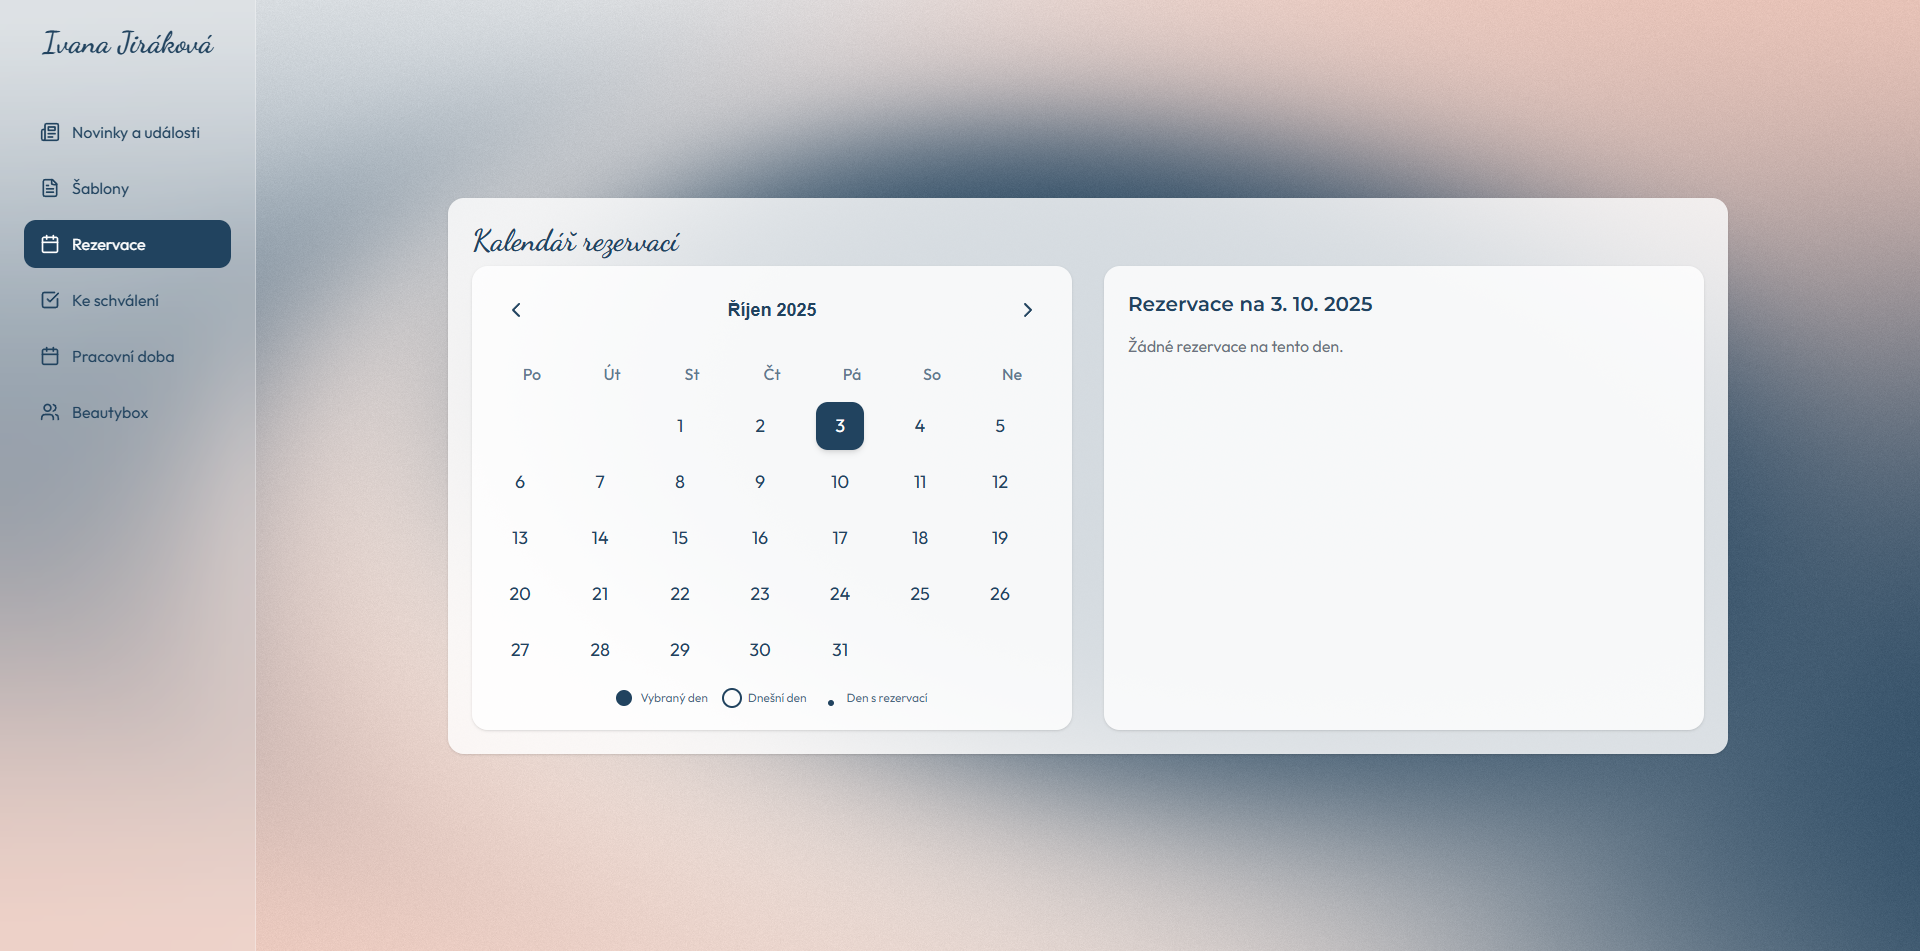 Ivana Jiráková
Novinky a události
Šablony
Rezervace
Ke schválení
Pracovní doba
Beautybox
Kalendář rezervací
Říjen 2025
Po Út St Čt Pá So Ne
1 2 3 4 5
6 7 8 9 10 11 12
13 14 15 16 17 18 19
20 21 22 23 24 25 26
27 28 29 30 31
Vybraný den Dnešní den Den s rezervací
Rezervace na 3. 10. 2025
Žádné rezervace na tento den.